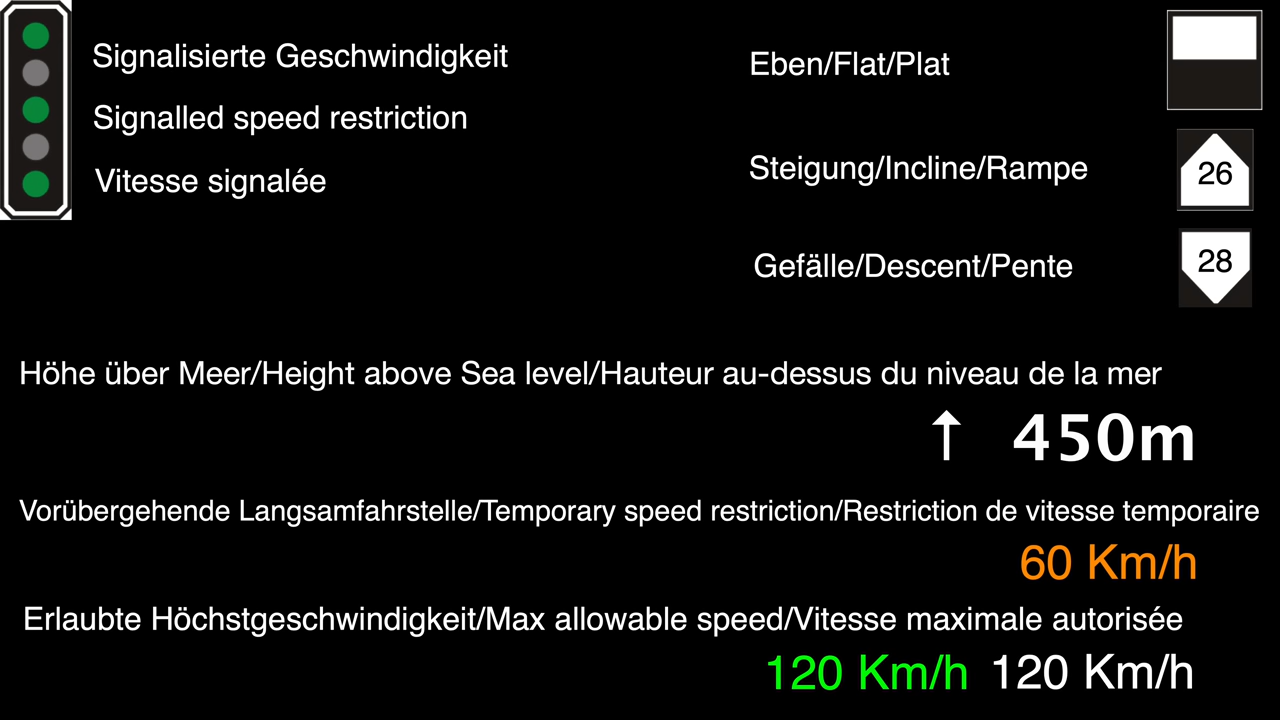 Signalisierte Geschwindigkeit
Signalled speed restriction
Vitesse signalée
Eben/Flat/Plat
Steigung/Incline/Rampe
26
Gefälle/Descent/Pente
28
Höhe über Meer/Height above Sea level/Hauteur au-dessus du niveau de la mer
↑ 450m
Vorübergehende Langsamfahrstelle/Temporary speed restriction/Restriction de vitesse temporaire
60 Km/h
Erlaubte Höchstgeschwindigkeit/Max allowable speed/Vitesse maximale autorisée
120 Km/h 120 Km/h